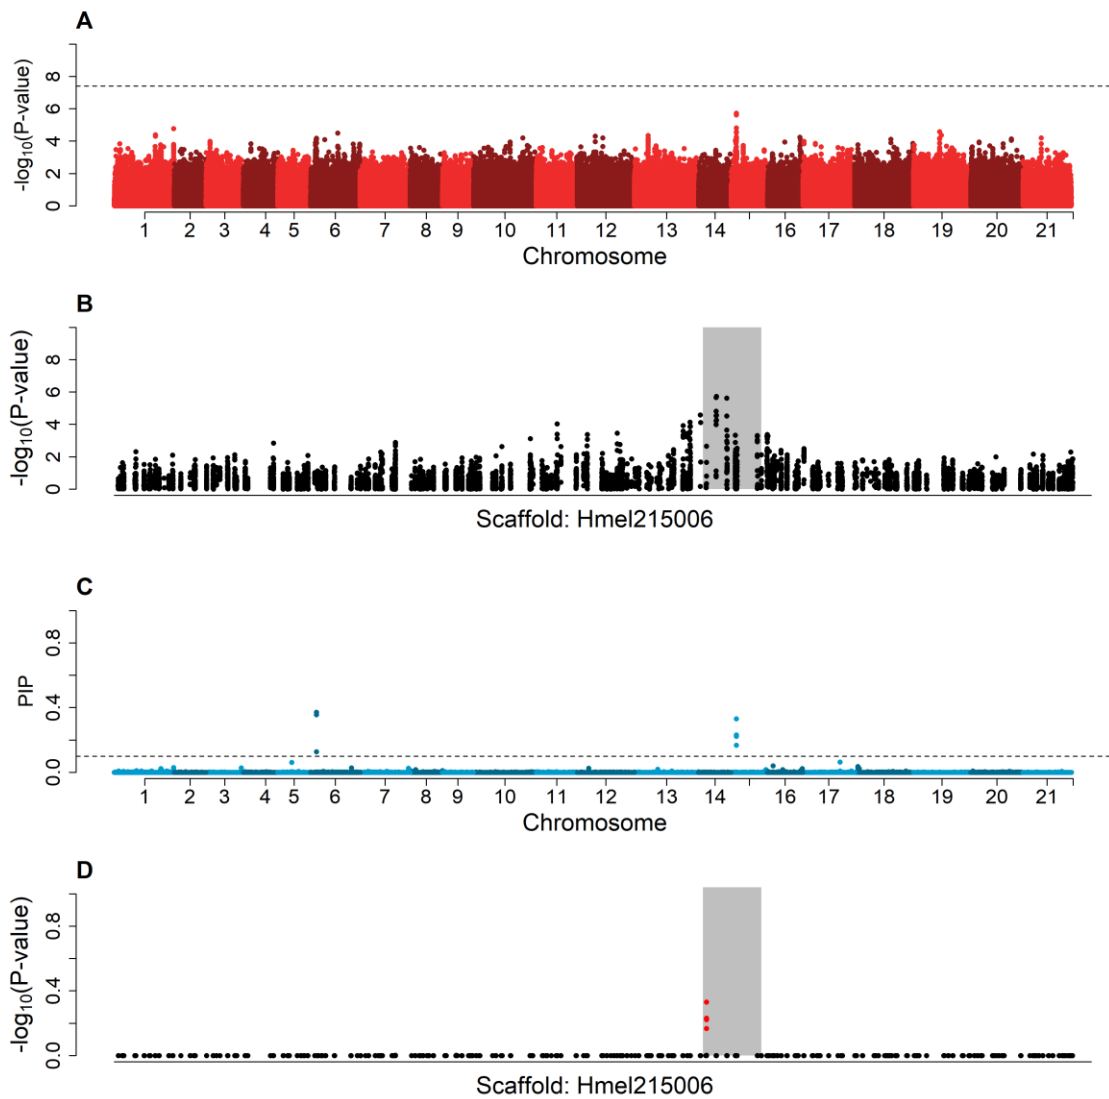 A
-log10(P-value)
0 2 4 6 8
1 2 3 4 5 6 7 8 9 10 11 12 13 14 16 17 18 19 20 21
Chromosome
B
-log10(P-value)
0 2 4 6 8
Scaffold: Hmel215006
C
PIP
0.0 0.4 0.8
1 2 3 4 5 6 7 8 9 10 11 12 13 14 16 17 18 19 20 21
Chromosome
D
-log10(P-value)
0.0 0.4 0.8
Scaffold: Hmel215006